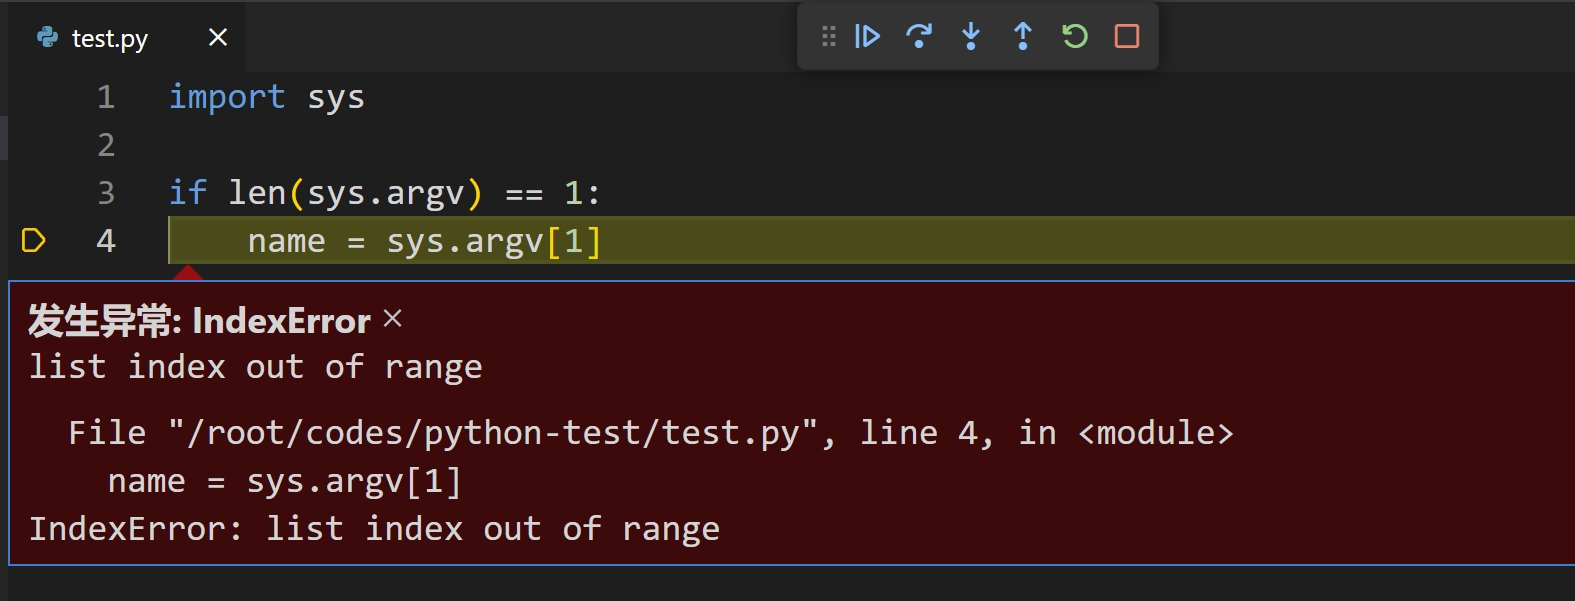 test.py
1 import sys
2
3 if len(sys.argv) == 1:
4     name = sys.argv[1]
发生异常: IndexError
list index out of range
  File "/root/codes/python-test/test.py", line 4, in <module>
    name = sys.argv[1]
IndexError: list index out of range